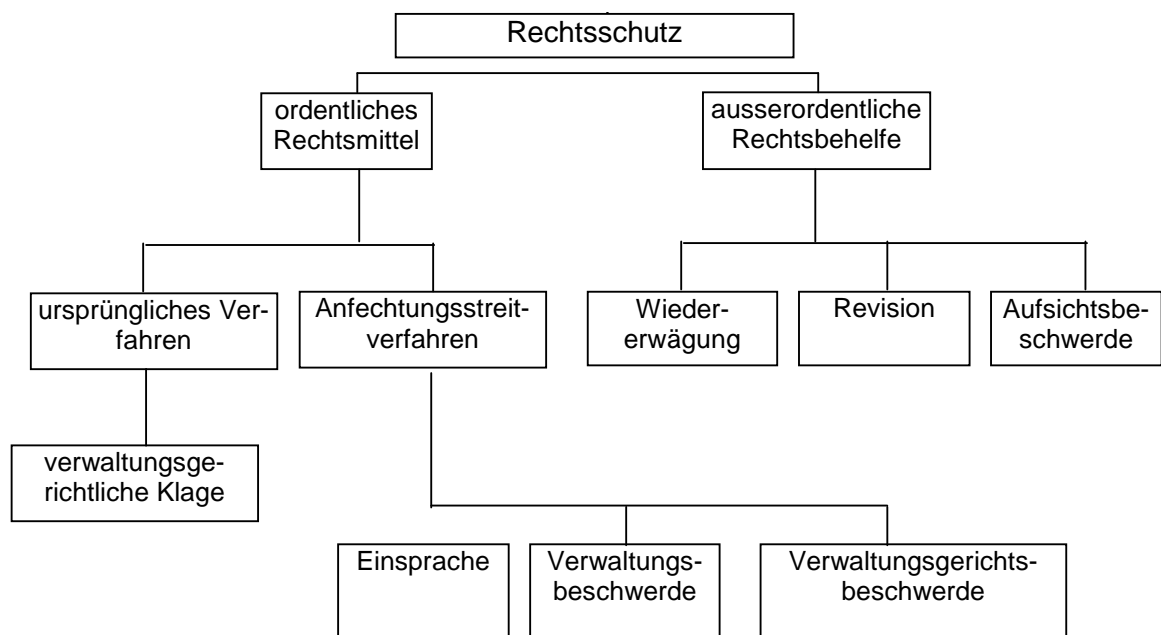 Rechtsschutz
ordentliches
Rechtsmittel
ausserordentliche
Rechtsbehelfe
ursprüngliches Ver-
fahren
Anfechtungsstreit-
verfahren
Wieder-
erwägung
Revision
Aufsichtsbe-
schwerde
verwaltungsge-
richtliche Klage
Einsprache
Verwaltungs-
beschwerde
Verwaltungsgerichts-
beschwerde